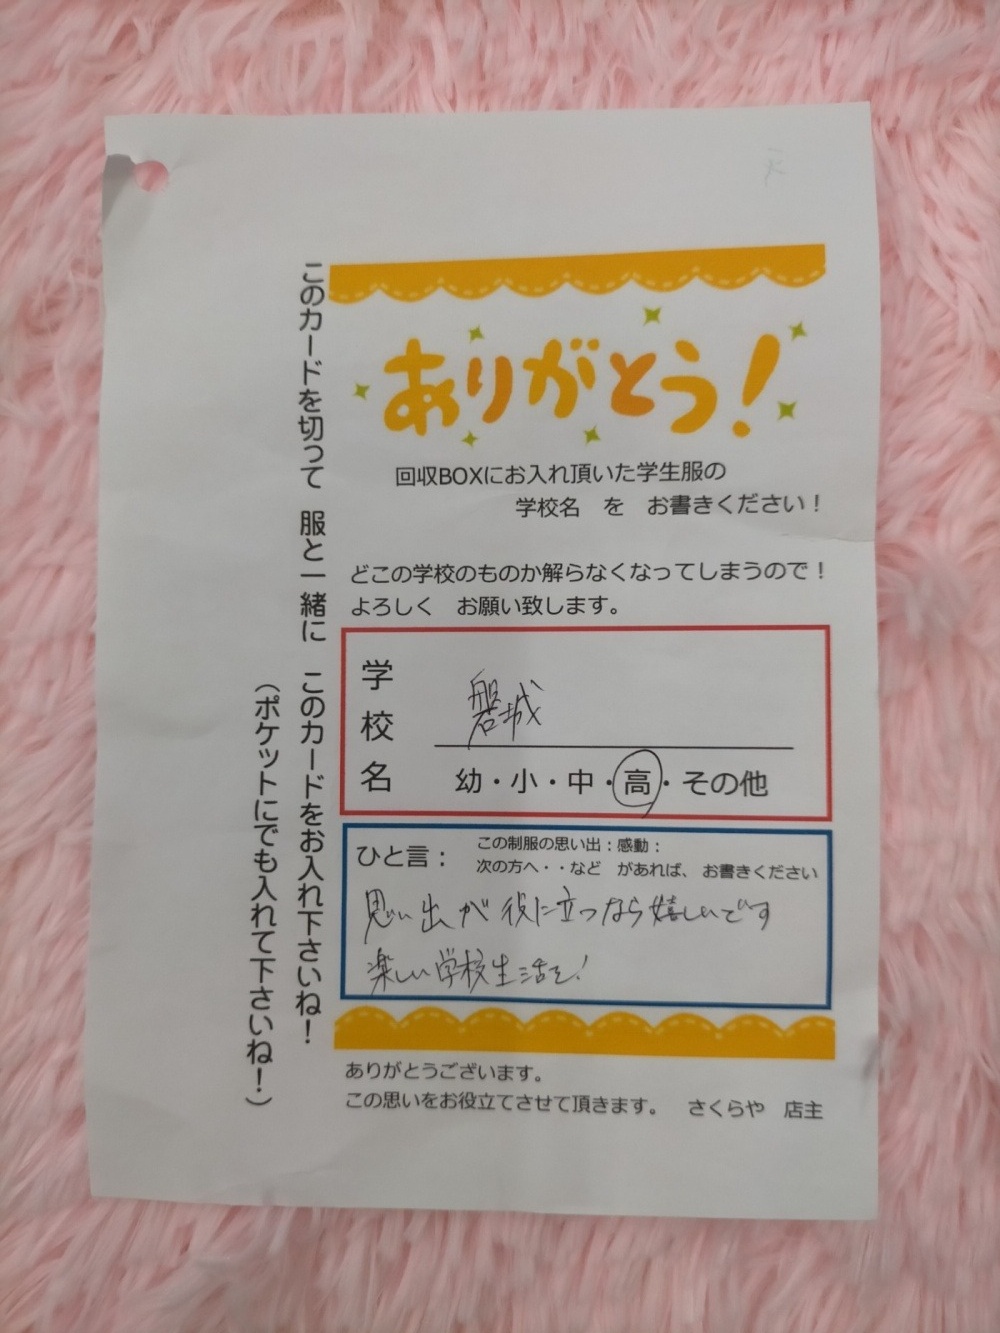 ありがとう！
回収BOXにお入れ頂いた学生服の
学校名　を　お書きください！
どこの学校のものか解らなくなってしまうので！
よろしく　お願い致します。
学校名
磐城
幼・小・中・高・その他
ひと言：
この制服の思い出：感動：
次の方へ・・など　があれば、お書きください
思い出が役に立つなら嬉しいです
楽しい学校生活を！
ありがとうございます。
この思いをお役立てさせて頂きます。　さくらや　店主
このカードを切って　服と一緒に　このカードをお入れ下さいね！
（ポケットにでも入れて下さいね！）